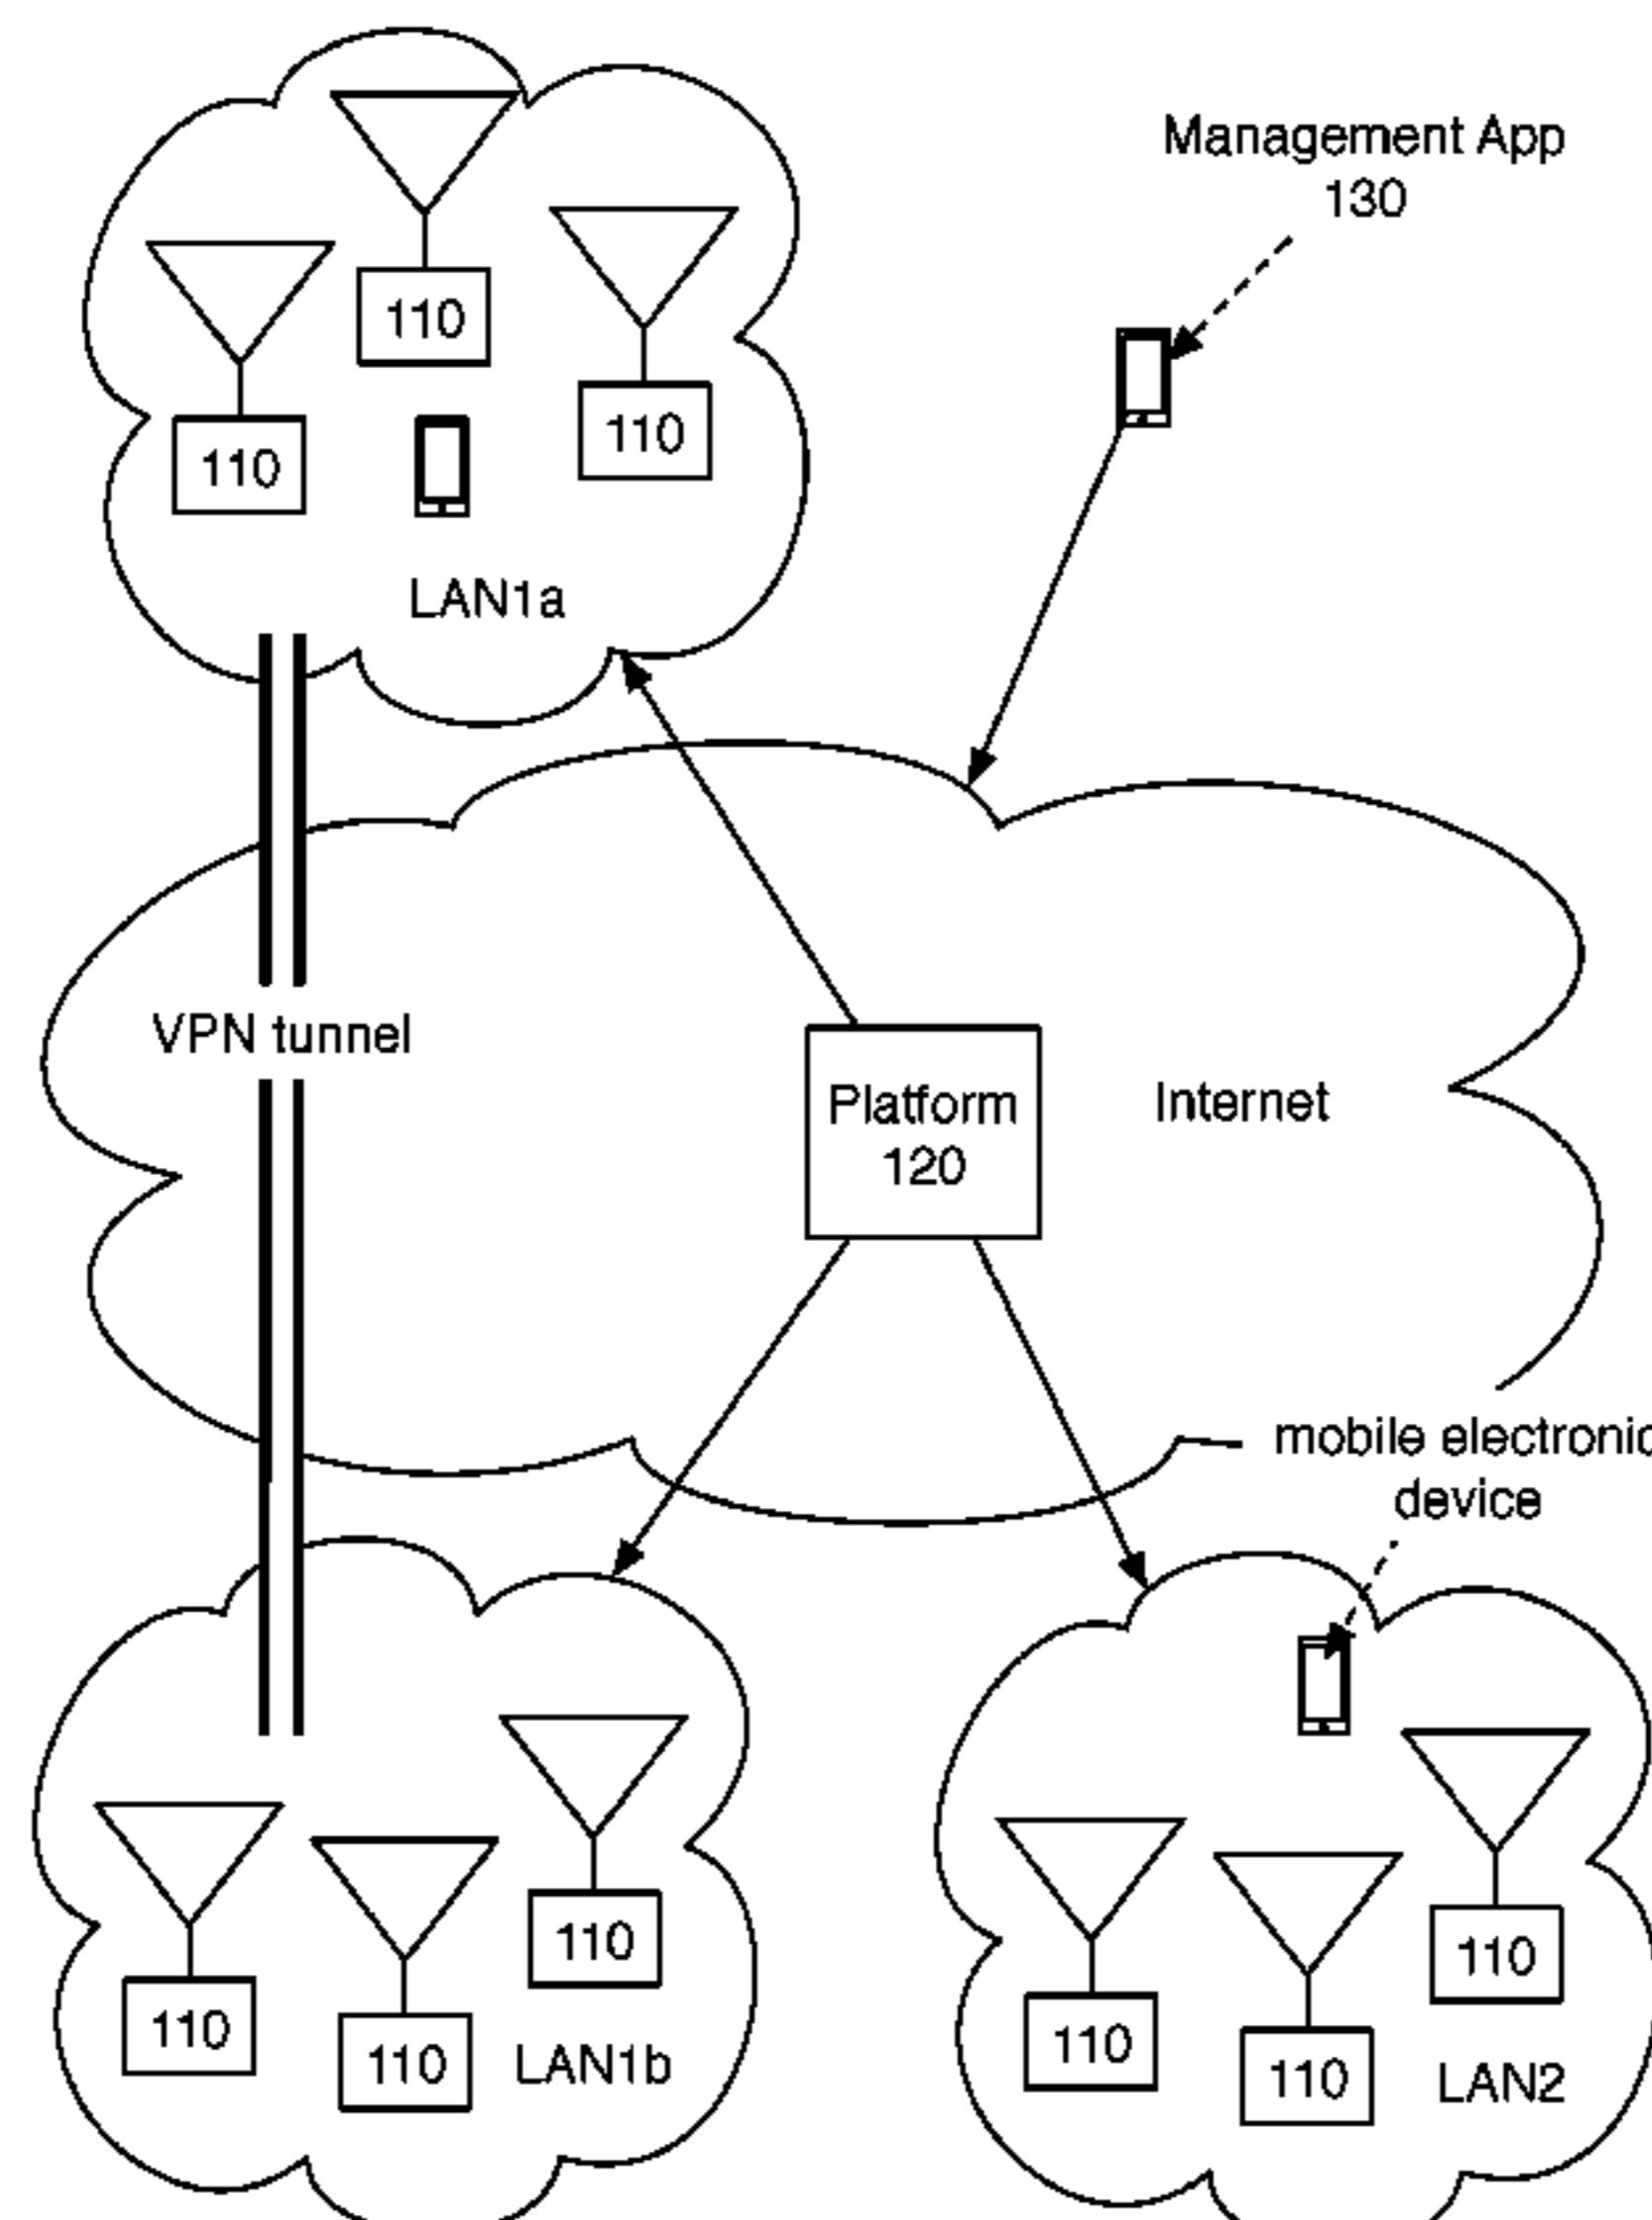 Management App
130
110
110
110
LAN1a
VPN tunnel
Platform
120
Internet
mobile electronic
device
110
110
110
LAN1b
110
110
110
LAN2